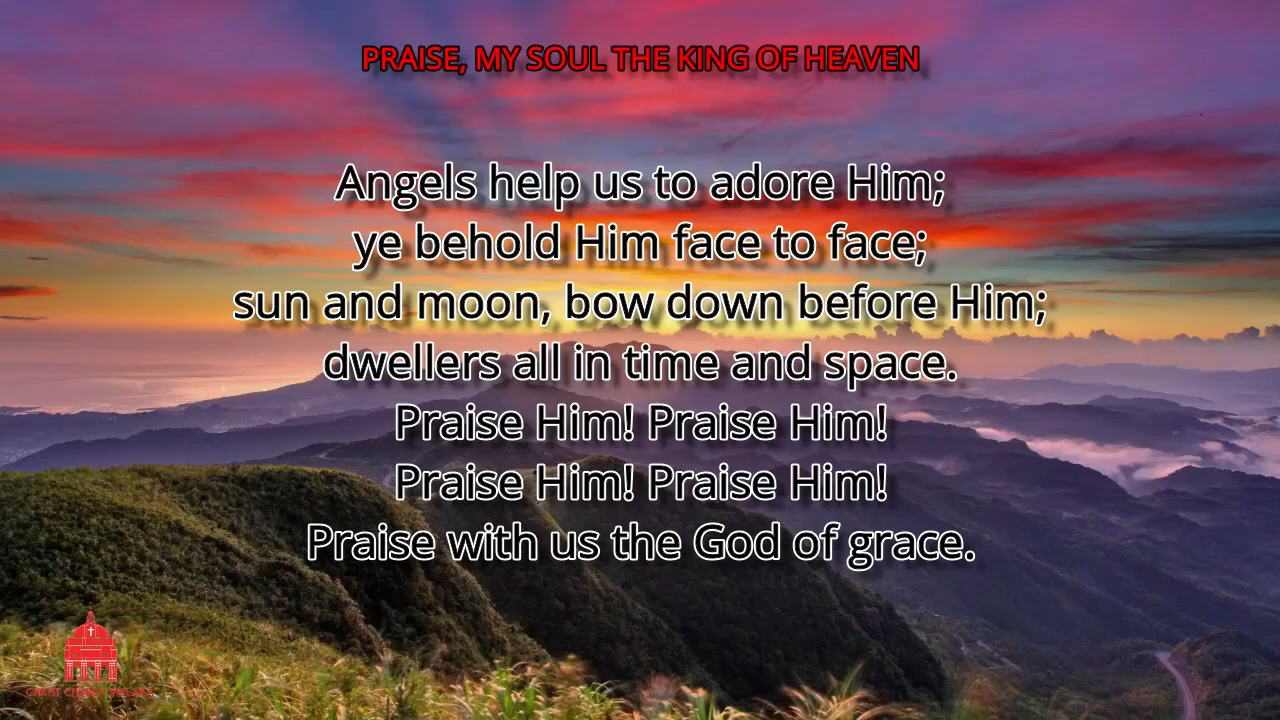 PRAISE, MY SOUL THE KING OF HEAVEN
Angels help us to adore Him;
ye behold Him face to face;
sun and moon, bow down before Him;
dwellers all in time and space.
Praise Him! Praise Him!
Praise Him! Praise Him!
Praise with us the God of grace.
CHRIST CHURCH